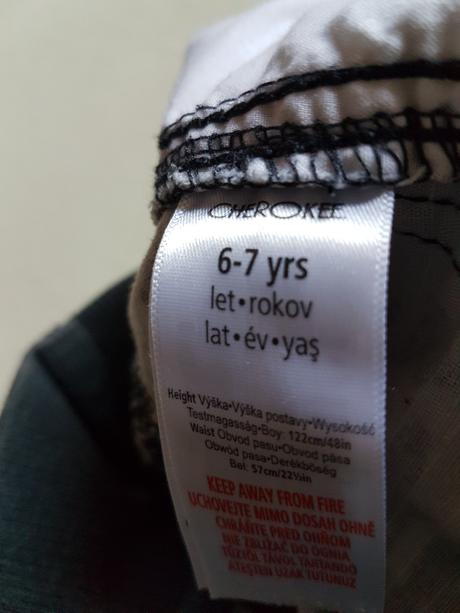 CHEROKEE
6-7 yrs
let•rokov
lat•év•yaş
Height Výška•Výška postavy•Wysokość
Testmagasság•Boy: 122cm/48in
Waist Obvod pasu•Obvod pása
Obwód pasa•Derékbőség
Bel: 57cm/22½in
KEEP AWAY FROM FIRE
UCHOVEJTE MIMO DOSAH OHNĚ
CHRÁŇTE PRED OHŇOM
NIE ZBLIŻAĆ DO OGNIA
TŰZTŐL TÁVOL TARTANDÓ
ATEŞTEN UZAK TUTUNUZ